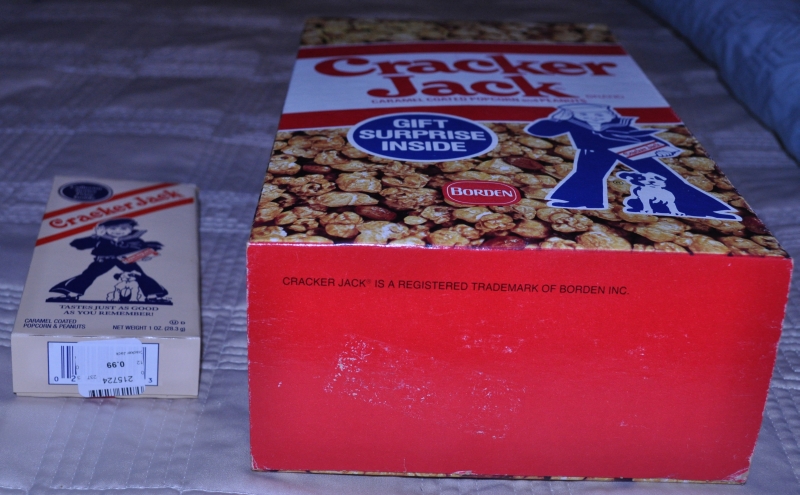 Cracker Jack
TASTES JUST AS GOOD
AS YOU REMEMBER!
CARAMEL COATED
POPCORN & PEANUTS
NET WEIGHT 1 OZ. (28.3 g)
0.99
215724
Cracker
Jack
CARAMEL COATED POPCORN and PEANUTS
GIFT
SURPRISE
INSIDE
BORDEN
CRACKER JACK® IS A REGISTERED TRADEMARK OF BORDEN INC.